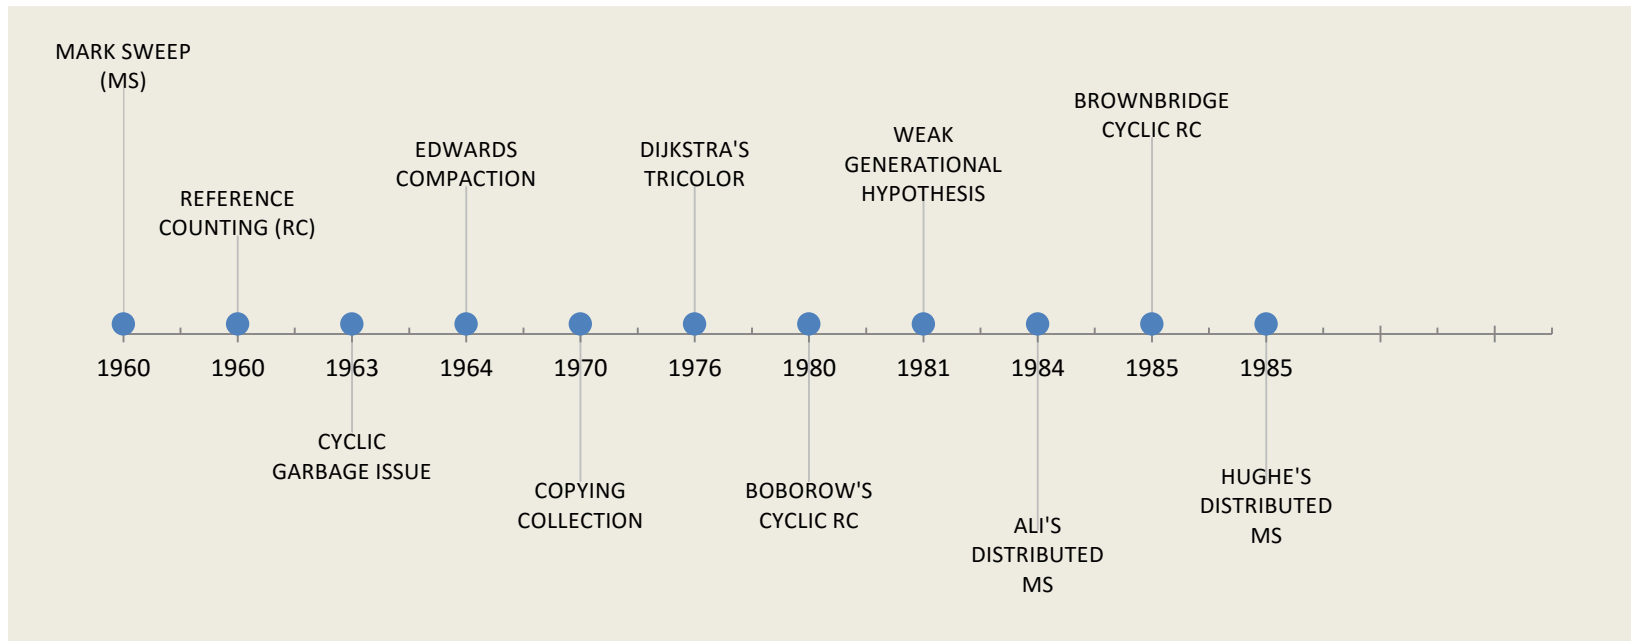 MARK SWEEP
(MS)
REFERENCE
COUNTING (RC)
EDWARDS
COMPACTION
DIJKSTRA'S
TRICOLOR
WEAK
GENERATIONAL
HYPOTHESIS
BROWNBRIDGE
CYCLIC RC
1960 1960 1963 1964 1970 1976 1980 1981 1984 1985 1985
CYCLIC
GARBAGE ISSUE
COPYING
COLLECTION
BOBOROW'S
CYCLIC RC
ALI'S
DISTRIBUTED
MS
HUGHE'S
DISTRIBUTED
MS